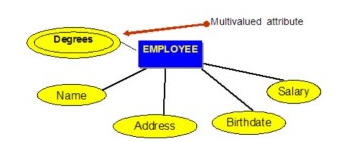 Multivalued attribute
Degrees
EMPLOYEE
Name
Salary
Address
Birthdate